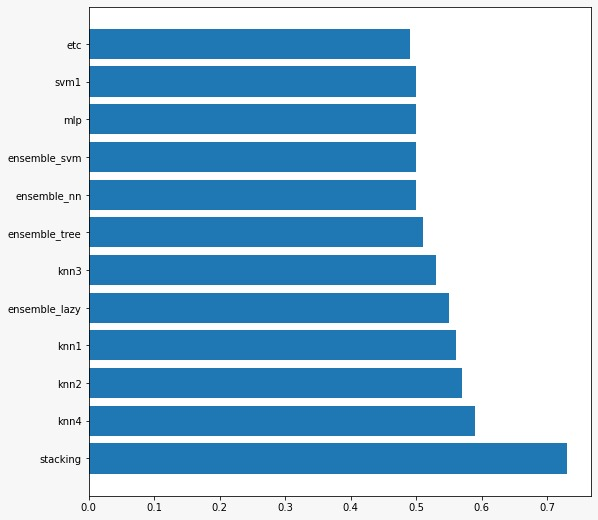 etc
svm1
mlp
ensemble_svm
ensemble_nn
ensemble_tree
knn3
ensemble_lazy
knn1
knn2
knn4
stacking
0.0 0.1 0.2 0.3 0.4 0.5 0.6 0.7